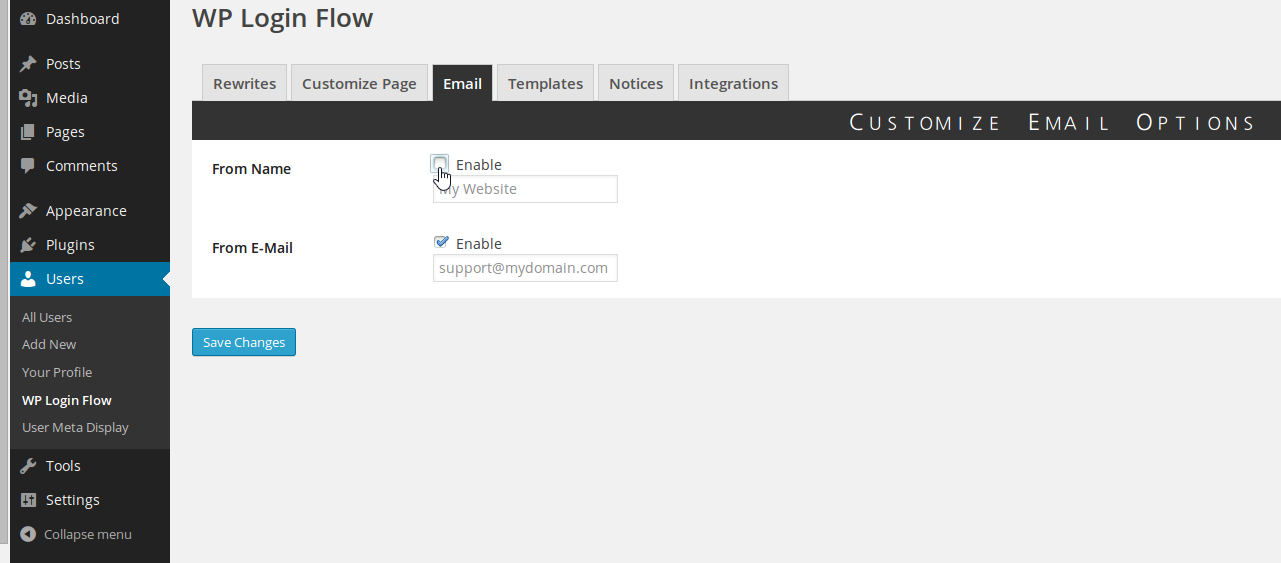 Dashboard
Posts
Media
Pages
Comments
Appearance
Plugins
Users
All Users
Add New
Your Profile
WP Login Flow
User Meta Display
Tools
Settings
Collapse menu
WP Login Flow
Rewrites
Customize Page
Email
Templates
Notices
Integrations
Customize Email Options
From Name
Enable
My Website
From E-Mail
Enable
support@mydomain.com
Save Changes